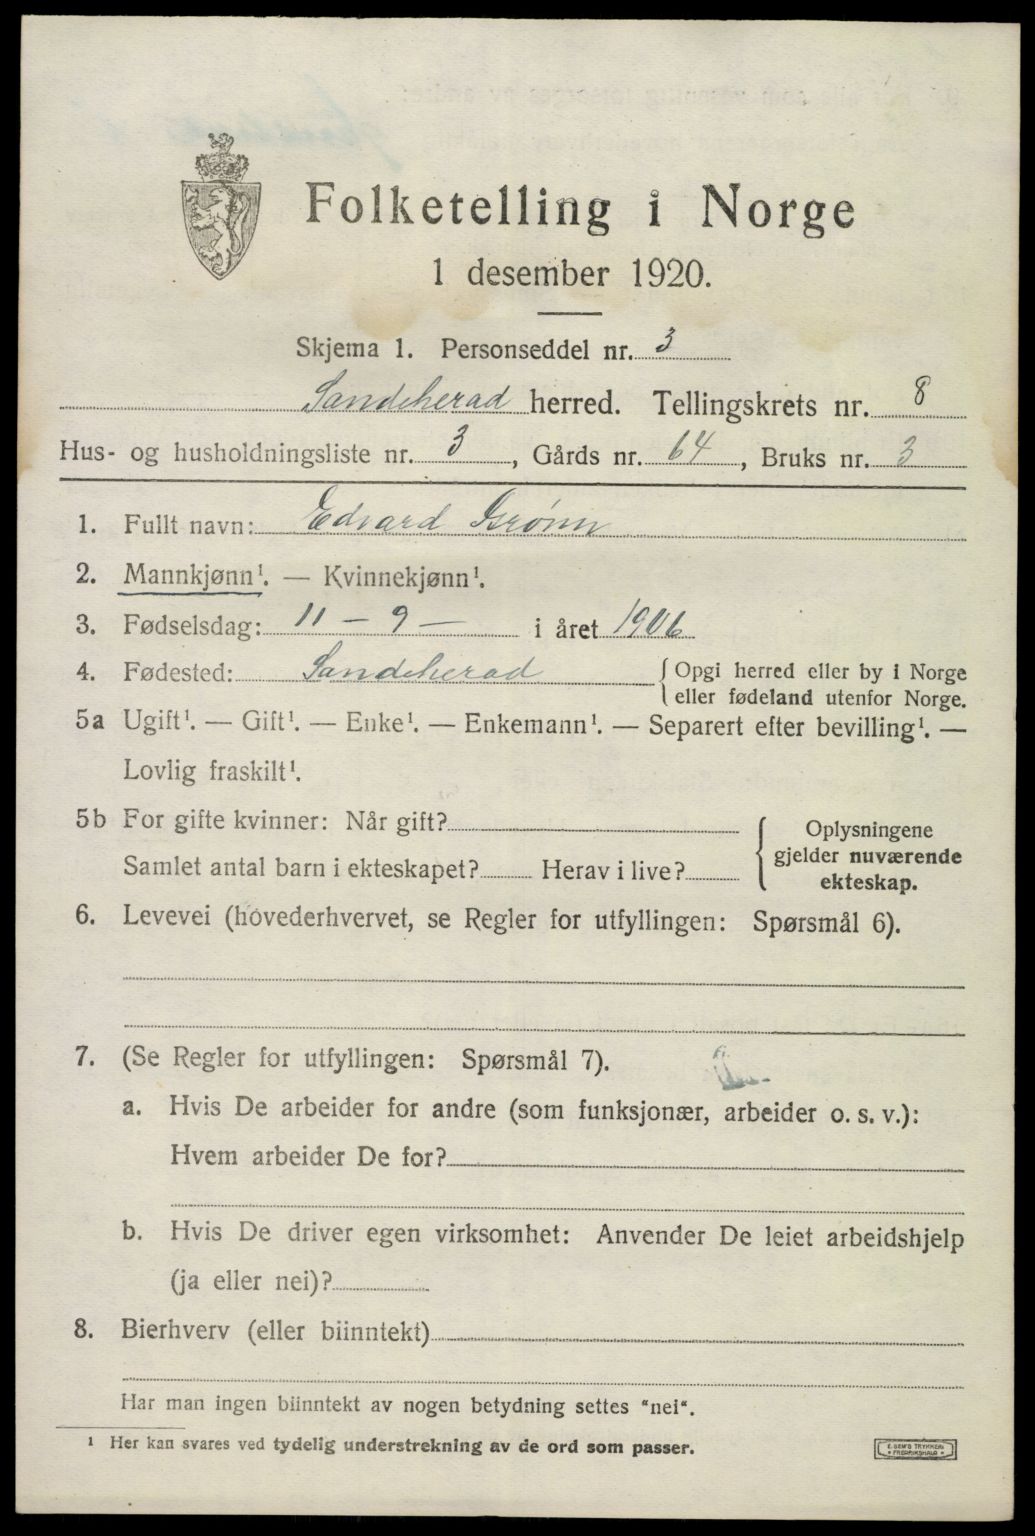 Folketelling i Norge
1 desember 1920.
Skjema 1. Personseddel nr. 3
Sandeherad herred. Tellingskrets nr. 8
Hus- og husholdningsliste nr. 3, Gårds nr. 64, Bruks nr. 3
1. Fullt navn: Edvard Grønn
2. Mannkjønn¹. — Kvinnekjønn¹.
3. Fødselsdag: 11 – 9 – i året 1906
4. Fødested: Sandeherad { Opgi herred eller by i Norge
eller fødeland utenfor Norge.
5a Ugift¹. — Gift¹. — Enke¹. — Enkemann¹. — Separert efter bevilling¹. —
Lovlig fraskilt¹.
5b For gifte kvinner: Når gift?
Samlet antal barn i ekteskapet? Herav i live?
Oplysningene
gjelder nuværende
ekteskap.
6. Levevei (hovederhvervet, se Regler for utfyllingen: Spørsmål 6).
7. (Se Regler for utfyllingen: Spørsmål 7).
a. Hvis De arbeider for andre (som funksjonær, arbeider o. s. v.):
Hvem arbeider De for?
b. Hvis De driver egen virksomhet: Anvender De leiet arbeidshjelp
(ja eller nei)?
8. Bierhverv (eller biinntekt)
Har man ingen biinntekt av nogen betydning settes "nei".
¹ Her kan svares ved tydelig understrekning av de ord som passer.
E. SEM'S TRYKKERI
FREDRIKSHALD